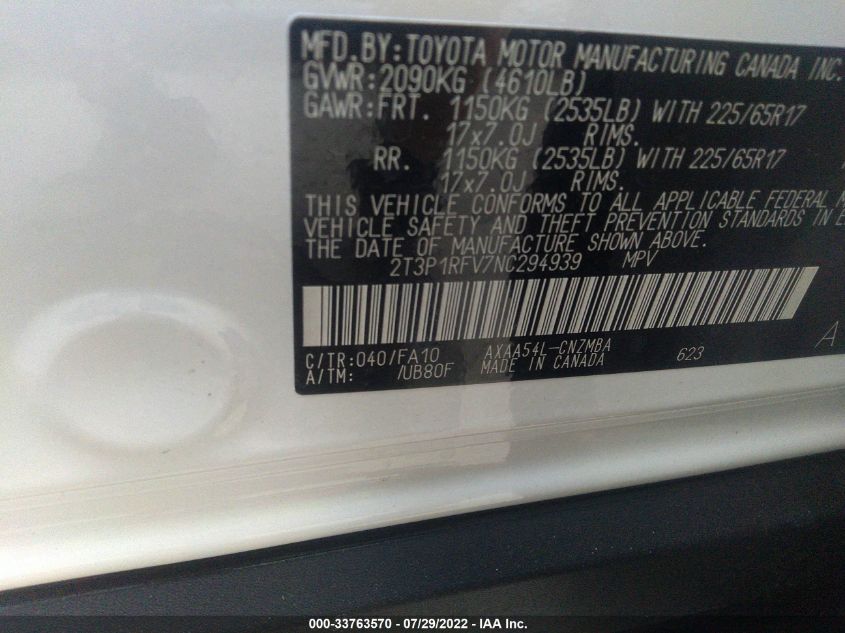 MFD.BY:TOYOTA MOTOR MANUFACTURING CANADA INC.
GVWR:2090KG (4610LB)
GAWR:FRT. 1150KG (2535LB) WITH 225/65R17
17x7.0J RIMS.
RR. 1150KG (2535LB) WITH 225/65R17
17x7.0J RIMS.
THIS VEHICLE CONFORMS TO ALL APPLICABLE FEDERAL M
VEHICLE SAFETY AND THEFT PREVENTION STANDARDS IN E
THE DATE OF MANUFACTURE SHOWN ABOVE.
2T3P1RFV7NC294939 MPV
C/TR:040/FA10 AXAA54L-CNZMBA 623 A
A/TM: /UB80F MADE IN CANADA
000-33763570 - 07/29/2022 - IAA Inc.